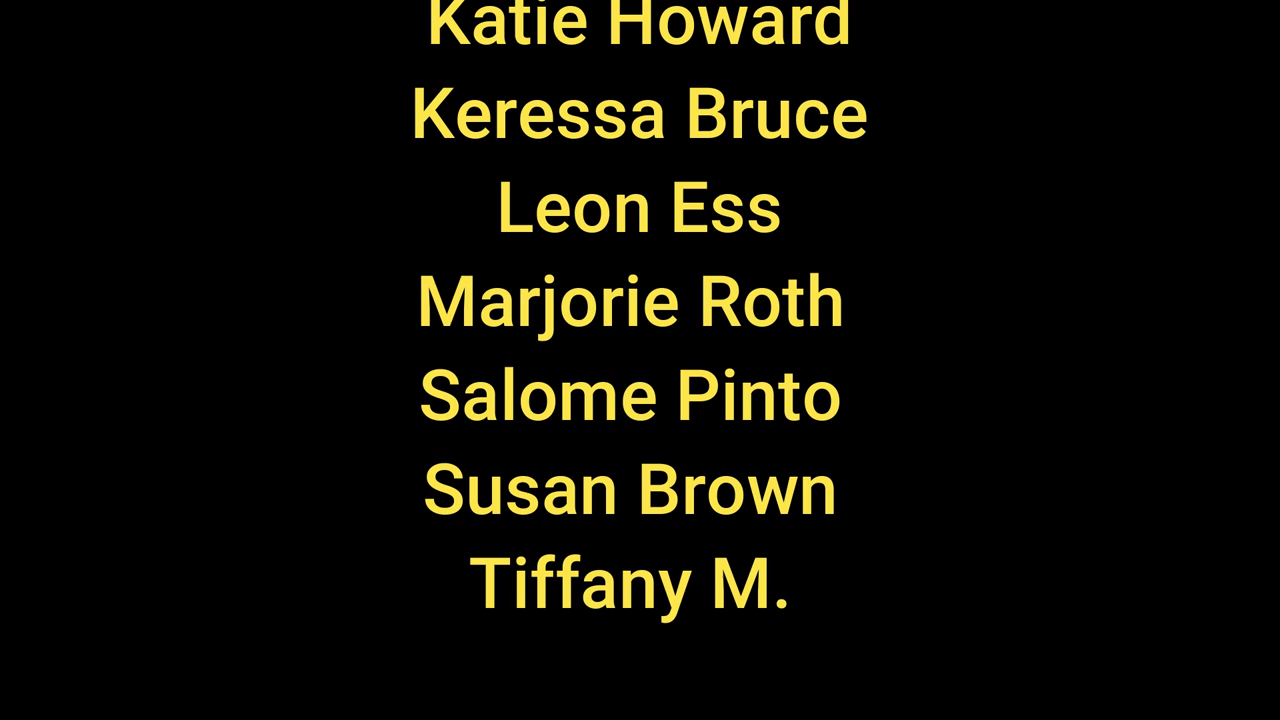 Katie Howard
Keressa Bruce
Leon Ess
Marjorie Roth
Salome Pinto
Susan Brown
Tiffany M.